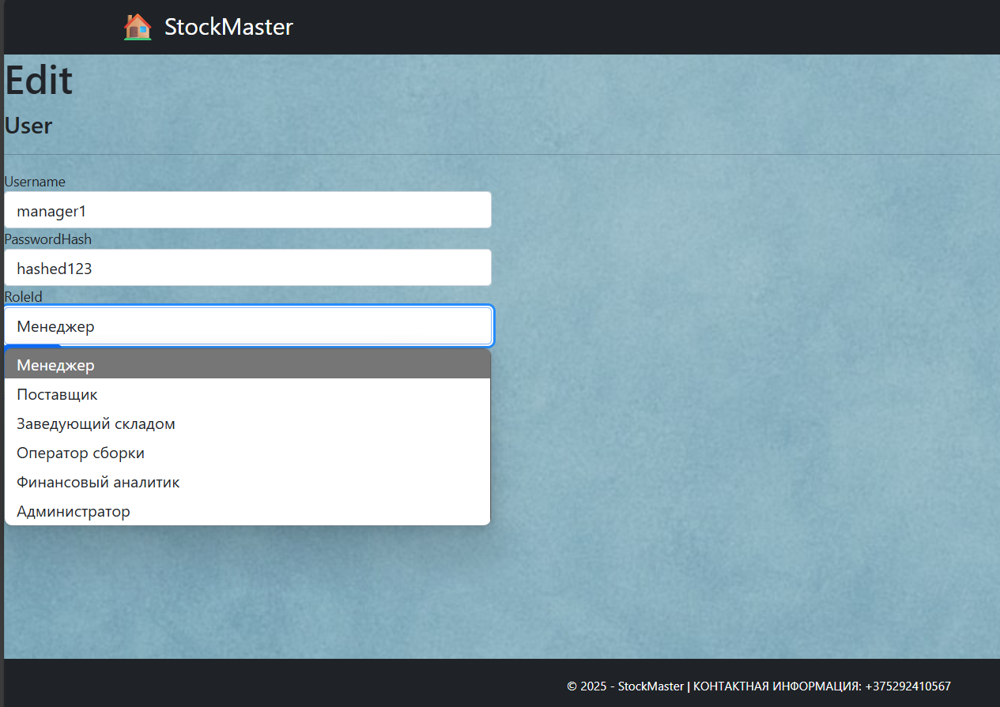 StockMaster
Edit
User
Username
manager1
PasswordHash
hashed123
RoleId
Менеджер
Менеджер
Поставщик
Заведующий складом
Оператор сборки
Финансовый аналитик
Администратор
© 2025 - StockMaster | КОНТАКТНАЯ ИНФОРМАЦИЯ: +375292410567